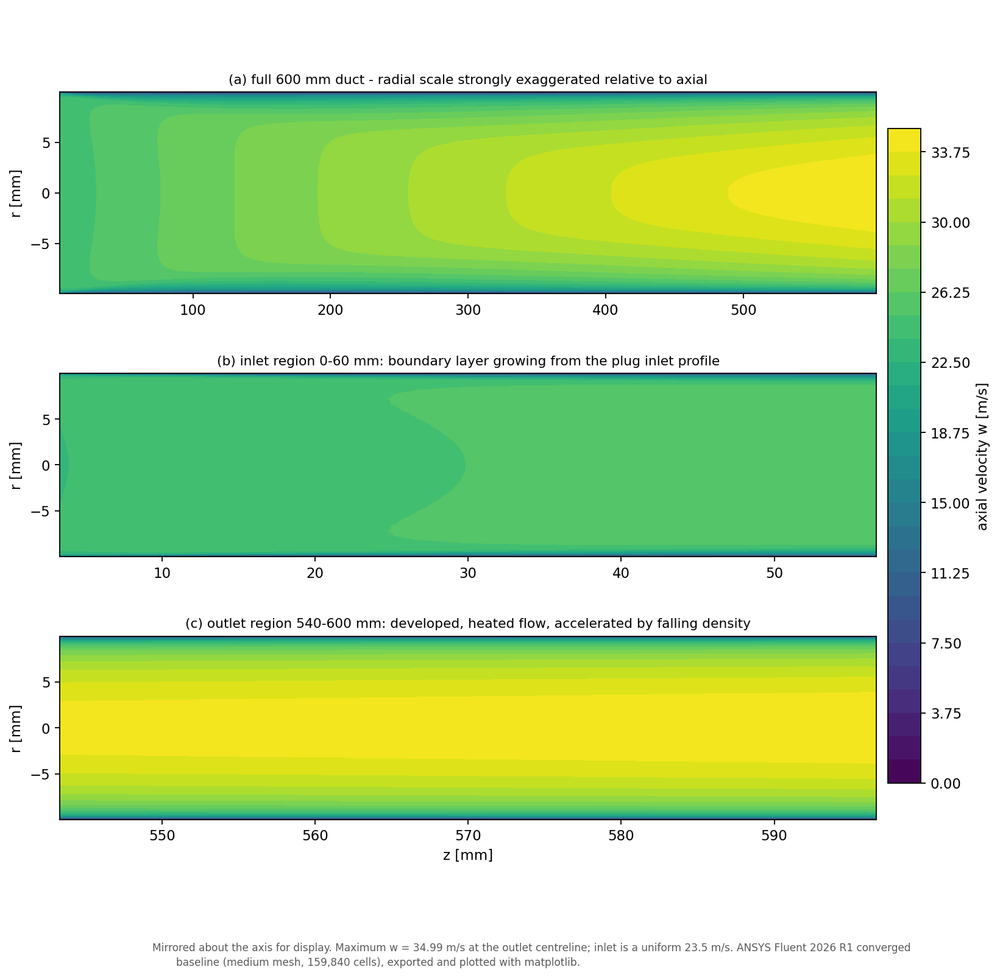 (a) full 600 mm duct - radial scale strongly exaggerated relative to axial
r [mm]
5
0
−5
100 200 300 400 500
(b) inlet region 0-60 mm: boundary layer growing from the plug inlet profile
r [mm]
5
0
−5
10 20 30 40 50
(c) outlet region 540-600 mm: developed, heated flow, accelerated by falling density
r [mm]
5
0
−5
550 560 570 580 590
z [mm]
33.75
30.00
26.25
22.50
18.75
15.00
11.25
7.50
3.75
0.00
axial velocity w [m/s]
Mirrored about the axis for display. Maximum w = 34.99 m/s at the outlet centreline; inlet is a uniform 23.5 m/s. ANSYS Fluent 2026 R1 converged
baseline (medium mesh, 159,840 cells), exported and plotted with matplotlib.